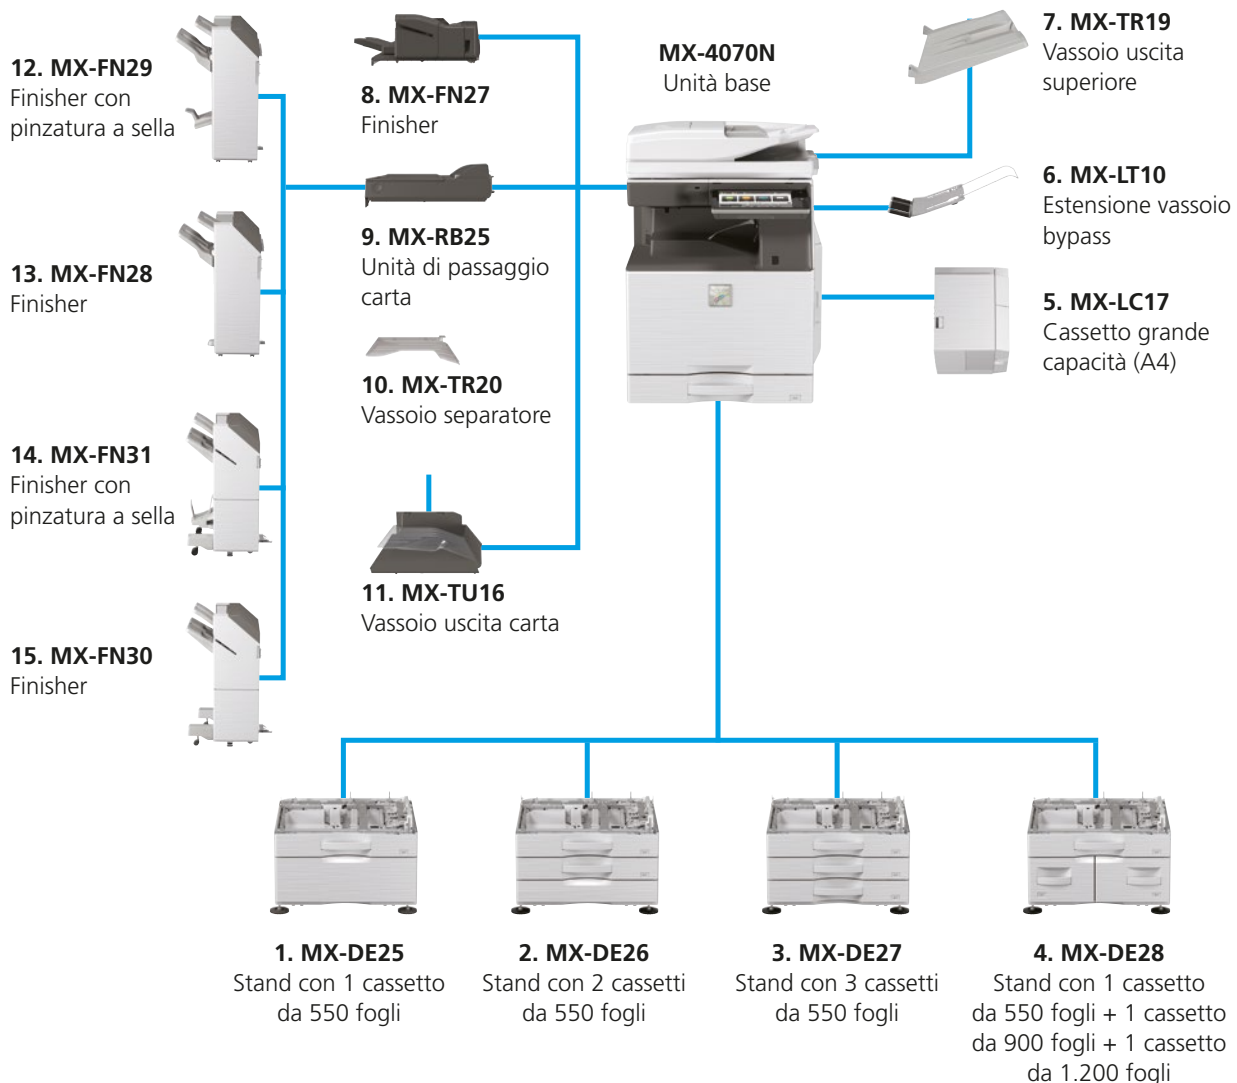 12. MX-FN29
Finisher con
pinzatura a sella
13. MX-FN28
Finisher
14. MX-FN31
Finisher con
pinzatura a sella
15. MX-FN30
Finisher
8. MX-FN27
Finisher
9. MX-RB25
Unità di passaggio
carta
10. MX-TR20
Vassoio separatore
11. MX-TU16
Vassoio uscita carta
MX-4070N
Unità base
7. MX-TR19
Vassoio uscita
superiore
6. MX-LT10
Estensione vassoio
bypass
5. MX-LC17
Cassetto grande
capacità (A4)
1. MX-DE25
Stand con 1 cassetto
da 550 fogli
2. MX-DE26
Stand con 2 cassetti
da 550 fogli
3. MX-DE27
Stand con 3 cassetti
da 550 fogli
4. MX-DE28
Stand con 1 cassetto
da 550 fogli + 1 cassetto
da 900 fogli + 1 cassetto
da 1.200 fogli